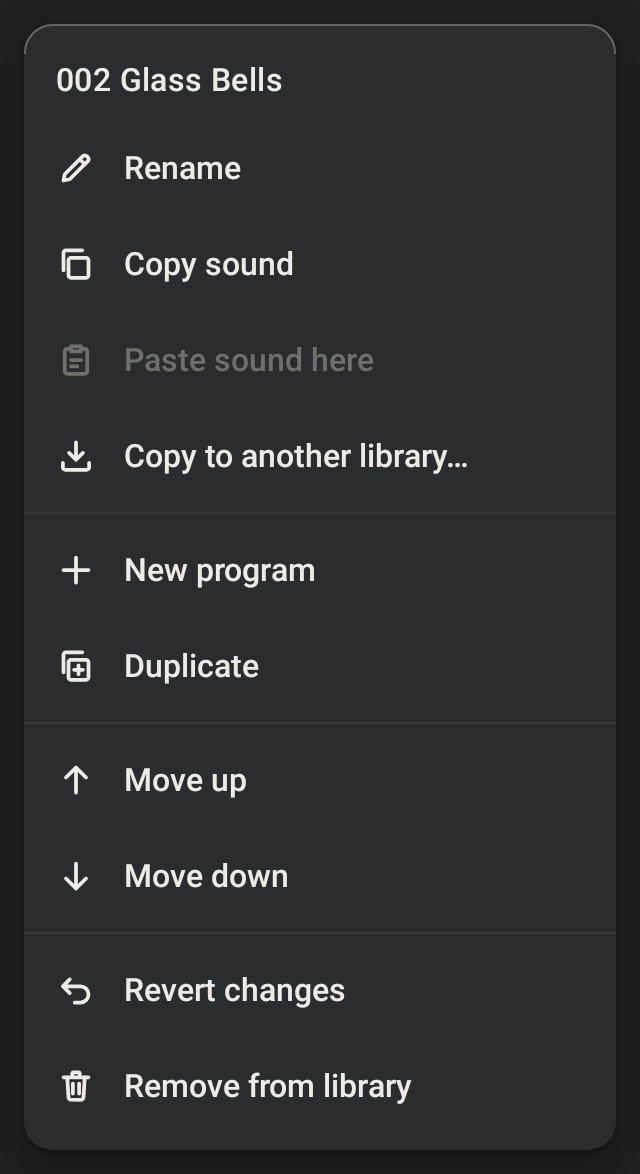 002 Glass Bells
Rename
Copy sound
Paste sound here
Copy to another library…
New program
Duplicate
Move up
Move down
Revert changes
Remove from library